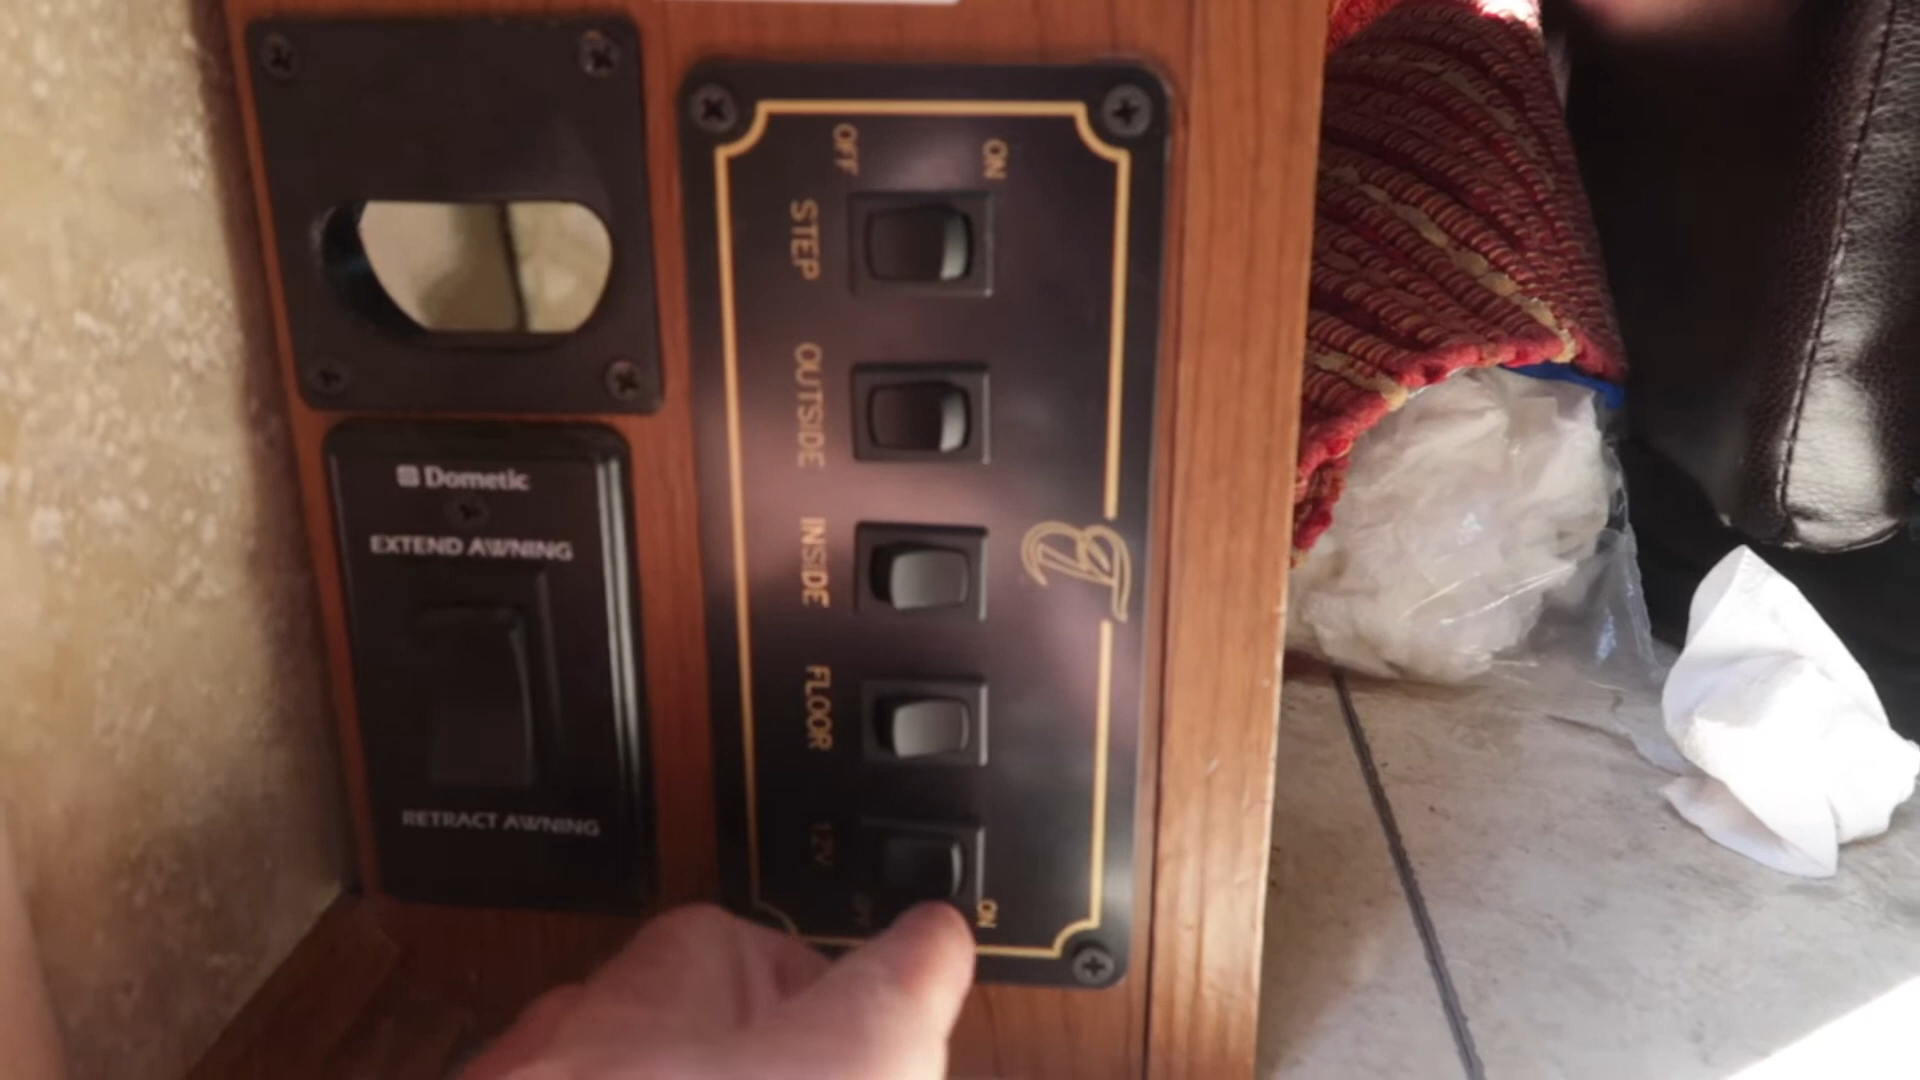 Dometic
EXTEND AWNING
RETRACT AWNING
OFF
ON
STEP
OUTSIDE
INSIDE
FLOOR
12V
ON